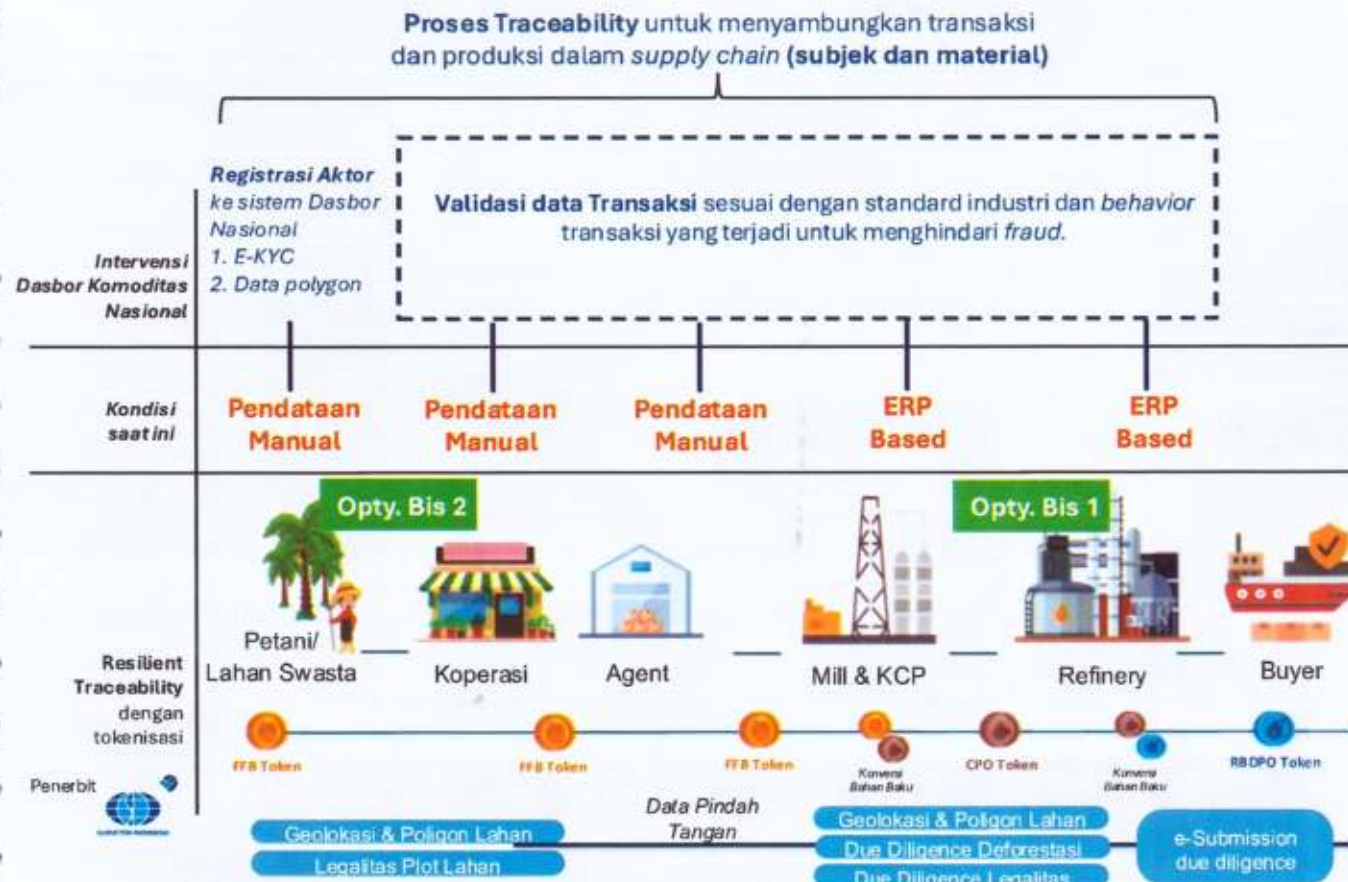 Proses Traceability untuk menyambungkan transaksi
dan produksi dalam supply chain (subjek dan material)
Registrasi Aktor
ke sistem Dasbor
Nasional
1. E-KYC
2. Data polygon
Validasi data Transaksi sesuai dengan standard industri dan behavior
transaksi yang terjadi untuk menghindari fraud.
Intervensi
Dasbor Komoditas
Nasional
Kondisi
saat ini
Pendataan
Manual
Pendataan
Manual
Pendataan
Manual
ERP
Based
ERP
Based
Opty. Bis 2
Opty. Bis 1
Petani/
Lahan Swasta
Koperasi
Agent
Mill & KCP
Refinery
Buyer
Resilient
Traceability
dengan
tokenisasi
FFB Token
FFB Token
FFB Token
Konversi
Bahan Baku
CPO Token
Konversi
Bahan Baku
RBDPO Token
Penerbit
Geolokasi & Poligon Lahan
Legalitas Plot Lahan
Data Pindah
Tangan
Geolokasi & Poligon Lahan
Due Diligence Deforestasi
Due Diligence Legalitas
e-Submission
due diligence